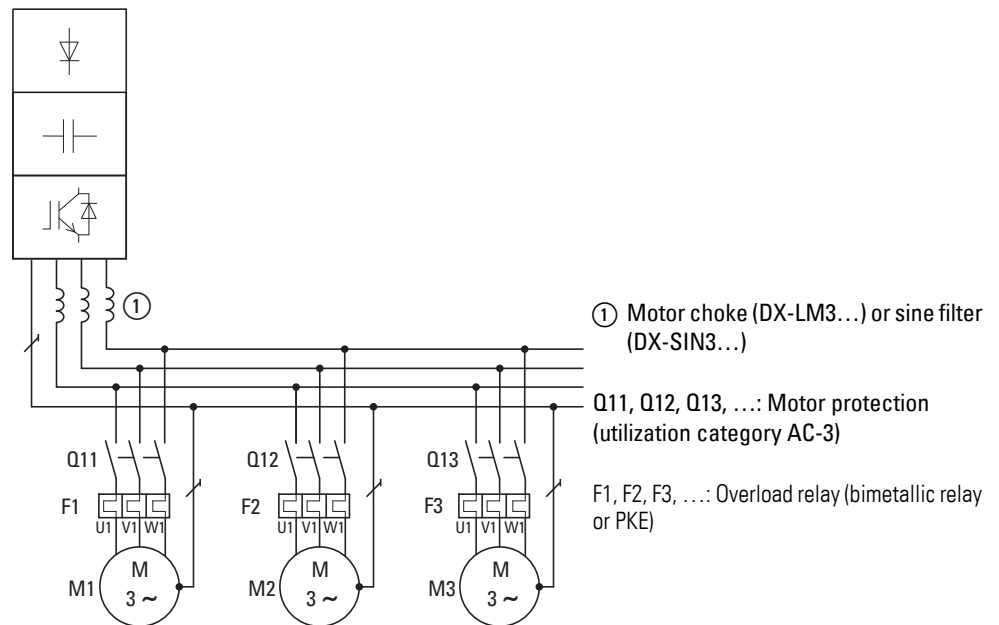 ①
① Motor choke (DX-LM3…) or sine filter
(DX-SIN3…)
Q11, Q12, Q13, …: Motor protection
(utilization category AC-3)
F1, F2, F3, …: Overload relay (bimetallic relay
or PKE)
Q11 Q12 Q13
F1 F2 F3
U1 V1 W1 U1 V1 W1 U1 V1 W1
M1 M M2 M M3 M
3 ~ 3 ~ 3 ~